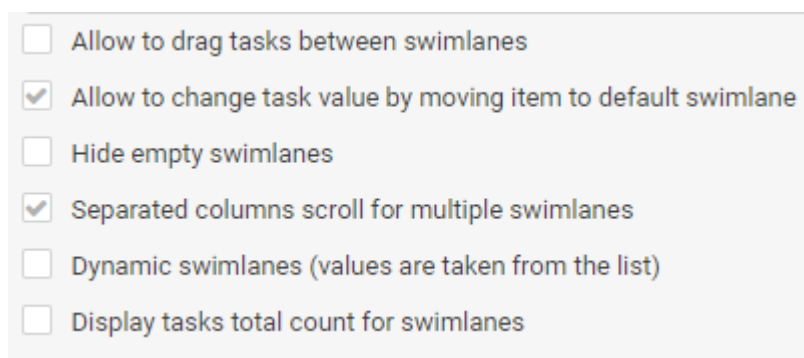 Allow to drag tasks between swimlanes
Allow to change task value by moving item to default swimlane
Hide empty swimlanes
Separated columns scroll for multiple swimlanes
Dynamic swimlanes (values are taken from the list)
Display tasks total count for swimlanes